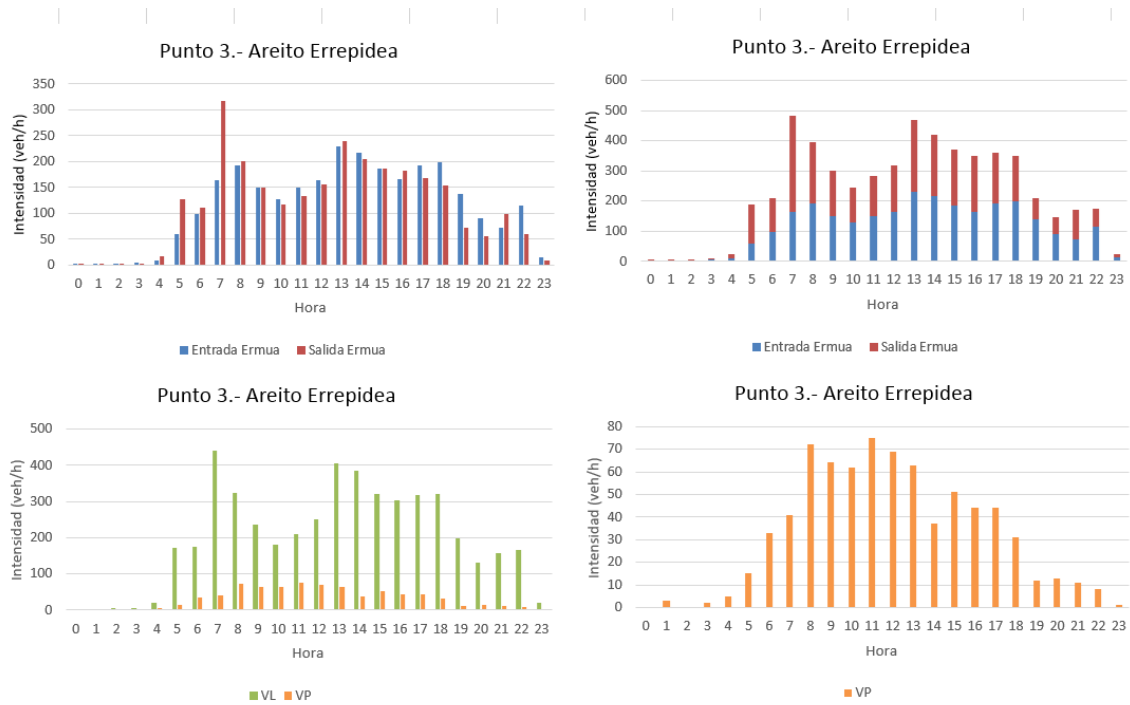 Punto 3.- Areito Errepidea
350
300
250
200
150
100
50
0
Intensidad (veh/h)
0 1 2 3 4 5 6 7 8 9 10 11 12 13 14 15 16 17 18 19 20 21 22 23
Hora
Entrada Ermua Salida Ermua
Punto 3.- Areito Errepidea
600
500
400
300
200
100
0
Intensidad (veh/h)
0 1 2 3 4 5 6 7 8 9 10 11 12 13 14 15 16 17 18 19 20 21 22 23
Hora
Entrada Ermua Salida Ermua
Punto 3.- Areito Errepidea
500
400
300
200
100
0
Intensidad (veh/h)
0 1 2 3 4 5 6 7 8 9 10 11 12 13 14 15 16 17 18 19 20 21 22 23
Hora
VL VP
Punto 3.- Areito Errepidea
80
70
60
50
40
30
20
10
0
Intensidad (veh/h)
0 1 2 3 4 5 6 7 8 9 10 11 12 13 14 15 16 17 18 19 20 21 22 23
Hora
VP